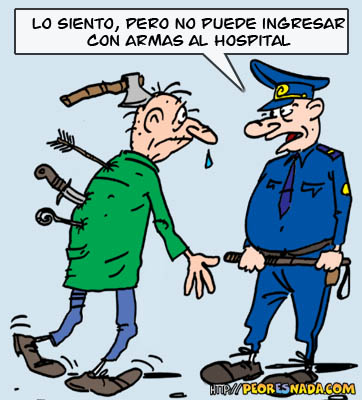 LO SIENTO, PERO NO PUEDE INGRESAR
CON ARMAS AL HOSPITAL
HTTP://PEORESNADA.COM